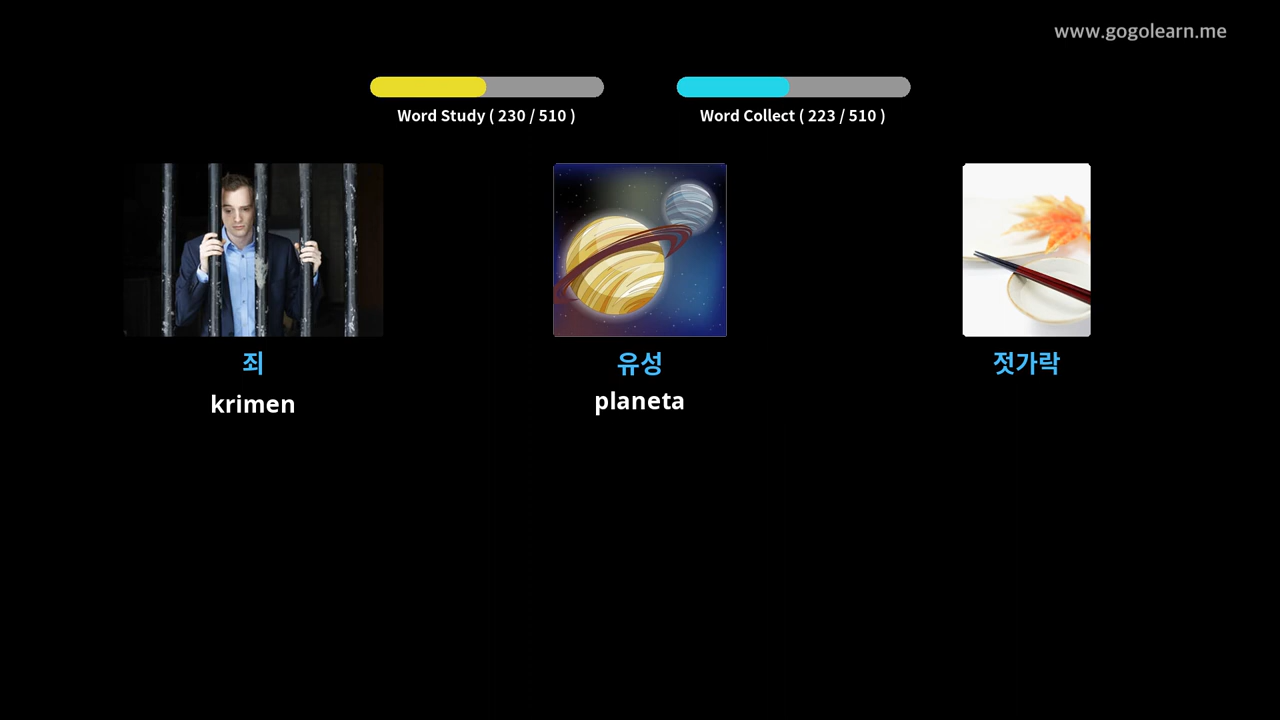 www.gogolearn.me
Word Study ( 230 / 510 )
Word Collect ( 223 / 510 )
죄
유성
젓가락
krimen
planeta